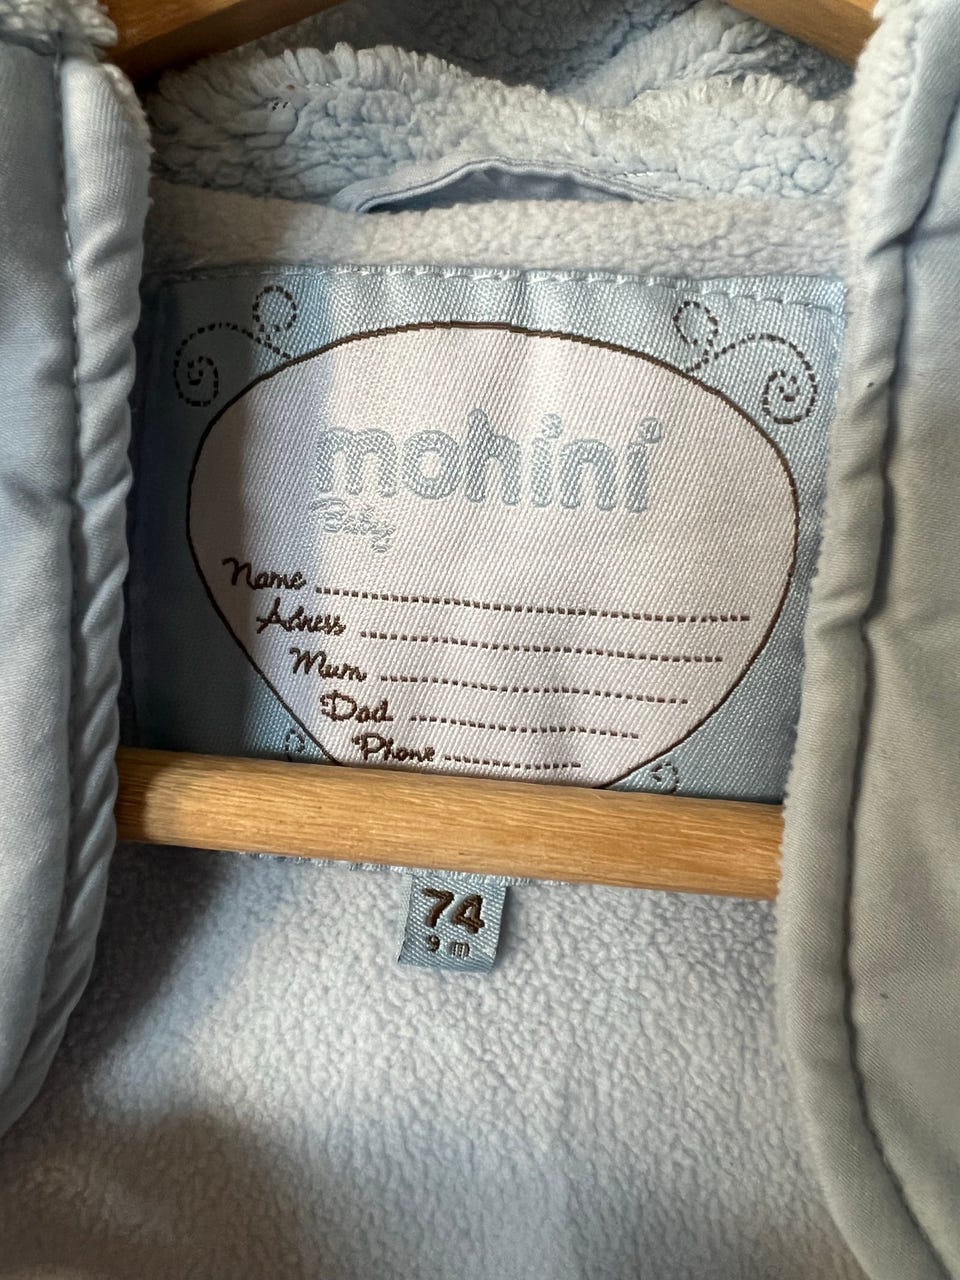 mohini
Baby
Name
Adress
Mum
Dad
Phone
74
9 m